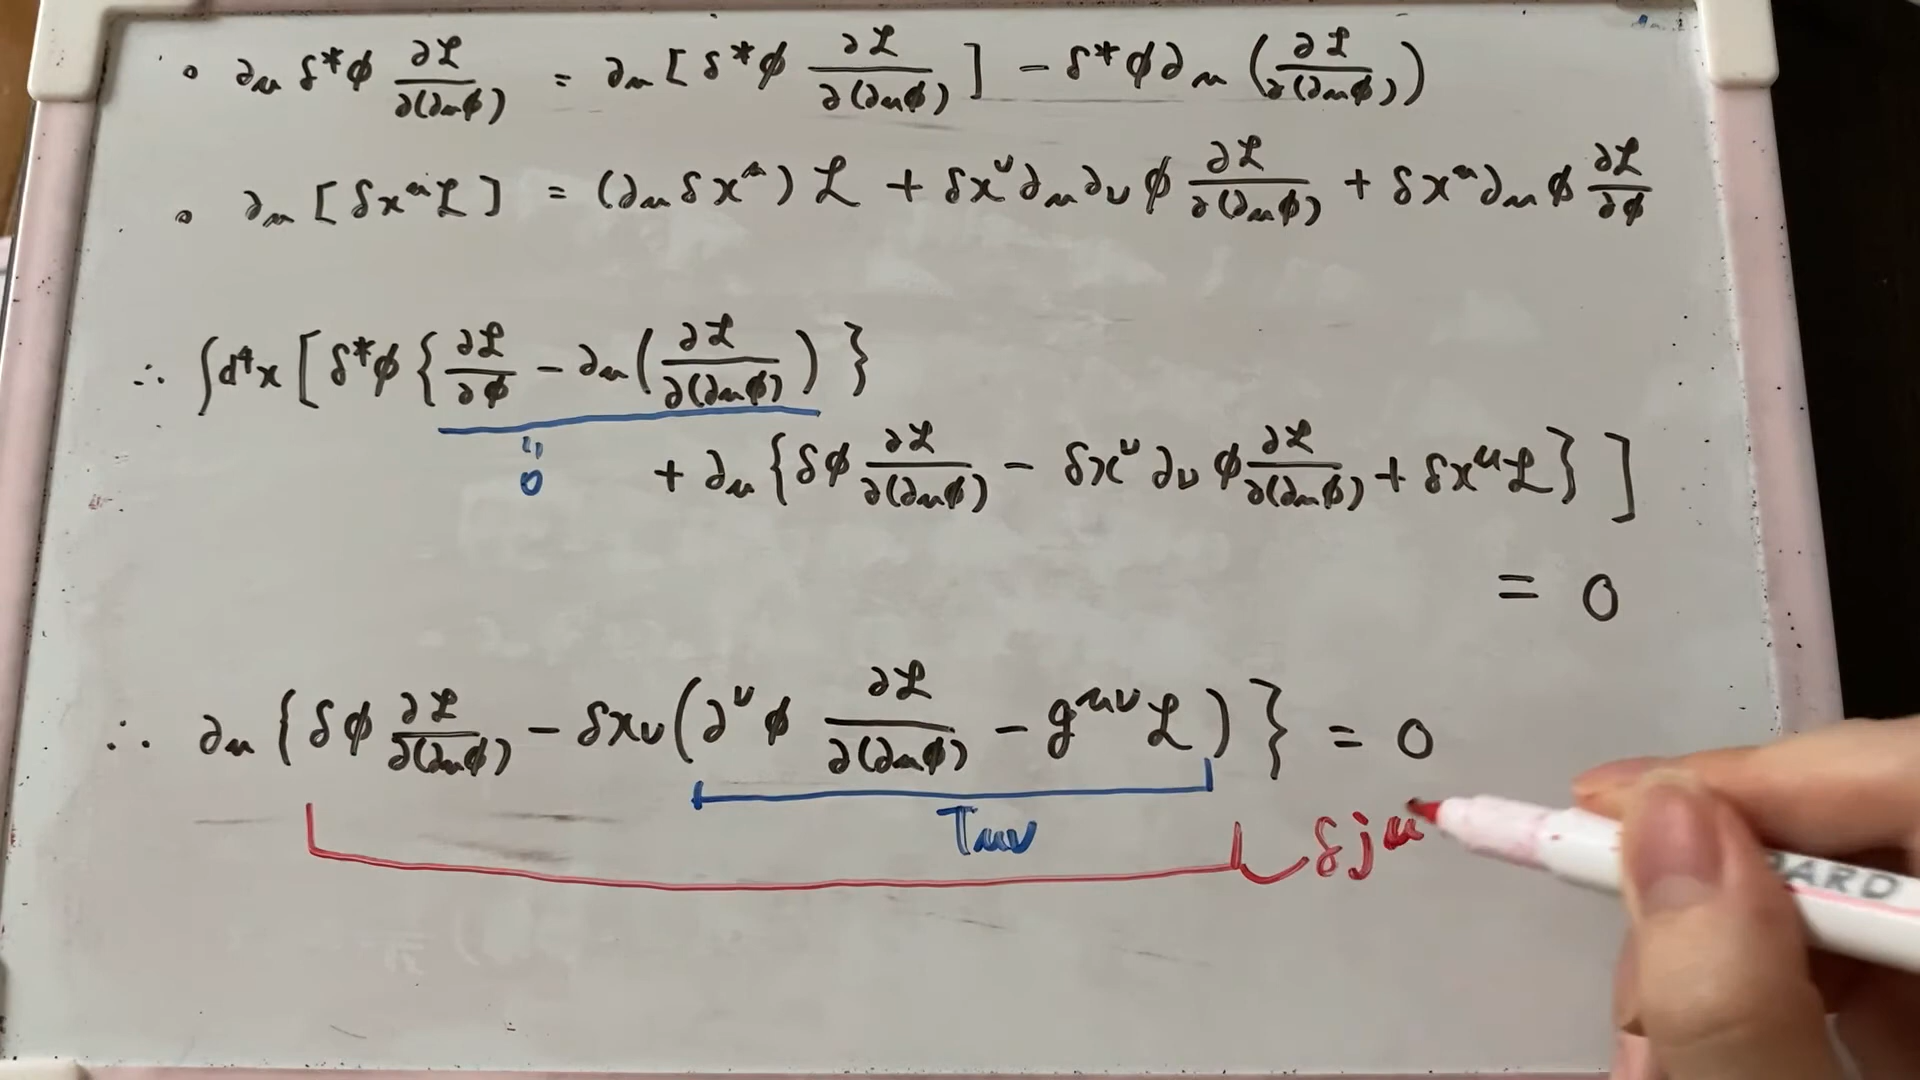 ∘ ∂μ δ*φ ∂ℒ/∂(∂μφ) = ∂μ [ δ*φ ∂ℒ/∂(∂μφ) ] − δ*φ ∂μ ( ∂ℒ/∂(∂μφ) )
∘ ∂μ [ δx^μ ℒ ] = (∂μ δx^μ) ℒ + δx^ν ∂μ ∂ν φ ∂ℒ/∂(∂μφ) + δx^μ ∂μ φ ∂ℒ/∂φ
∴ ∫d⁴x [ δ*φ { ∂ℒ/∂φ − ∂μ ( ∂ℒ/∂(∂μφ) ) }
+ ∂μ { δφ ∂ℒ/∂(∂μφ) − δx^ν ∂ν φ ∂ℒ/∂(∂μφ) + δx^μ ℒ } ]
"
0
= 0
∴ ∂μ { δφ ∂ℒ/∂(∂μφ) − δxν ( ∂^ν φ ∂ℒ/∂(∂μφ) − g^μν ℒ ) } = 0
Tμν
δj^μ
ARD